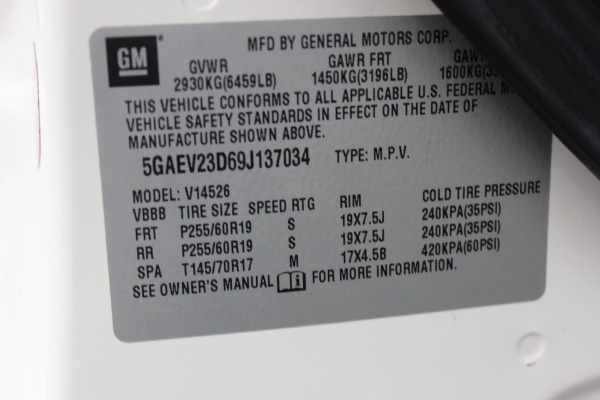 GM
MFD BY GENERAL MOTORS CORP.
GVWR GAWR FRT
2930KG(6459LB) 1450KG(3196LB)
THIS VEHICLE CONFORMS TO ALL APPLICABLE U.S. FEDERAL
VEHICLE SAFETY STANDARDS IN EFFECT ON THE DATE OF
MANUFACTURE SHOWN ABOVE.
5GAEV23D69J137034 TYPE: M.P.V.
MODEL: V14526
VBBB TIRE SIZE SPEED RTG RIM COLD TIRE PRESSURE
FRT P255/60R19 S 19X7.5J 240KPA(35PSI)
RR P255/60R19 S 19X7.5J 240KPA(35PSI)
SPA T145/70R17 M 17X4.5B 420KPA(60PSI)
SEE OWNER'S MANUAL FOR MORE INFORMATION.